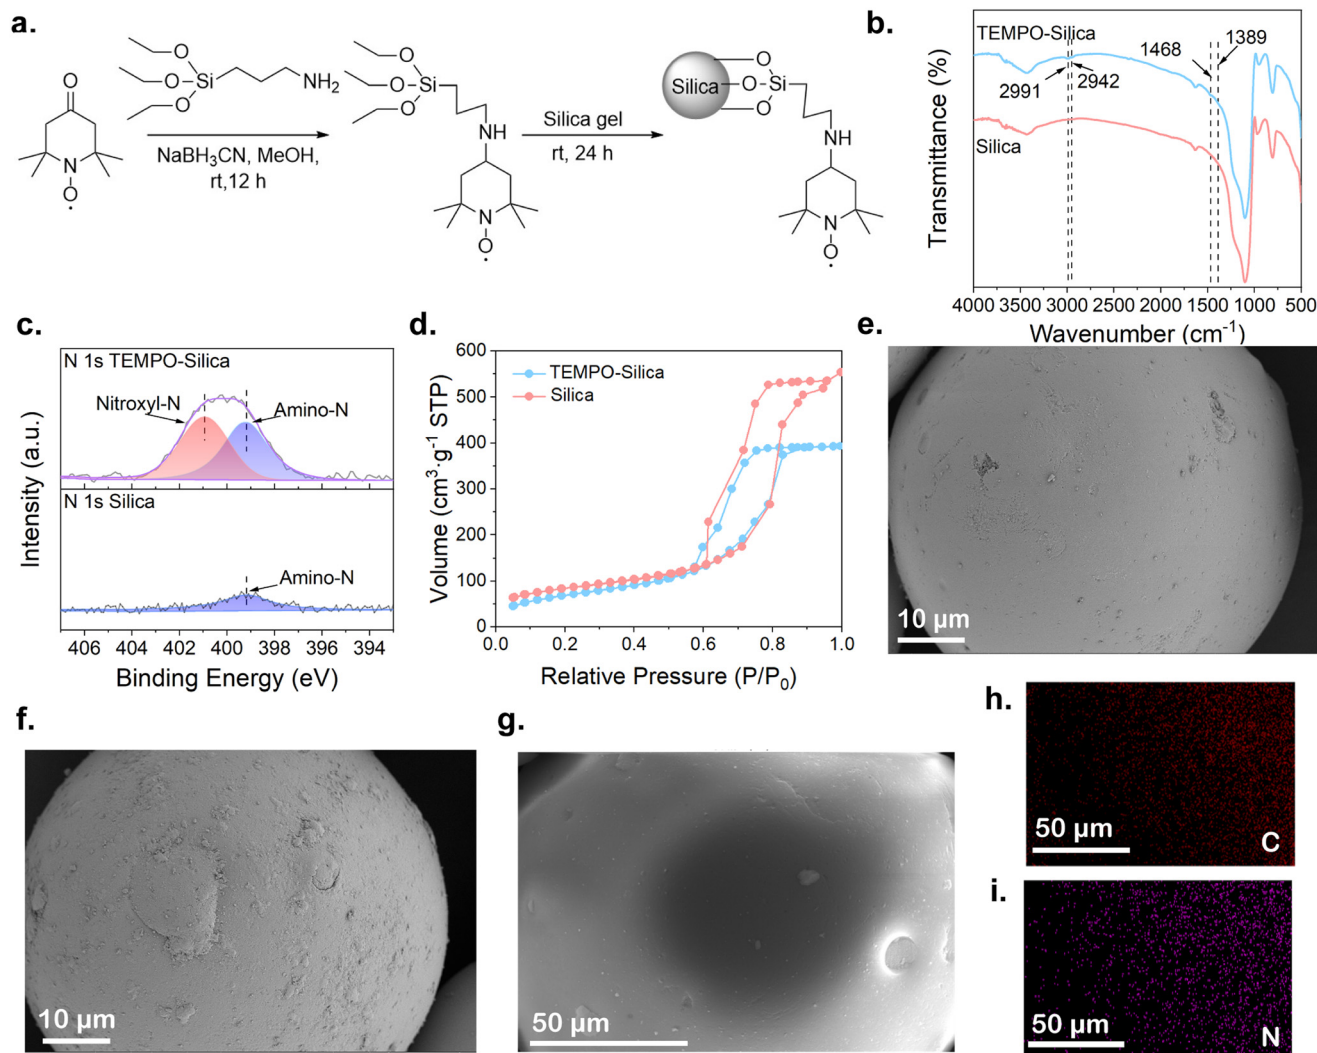 a.
O
N
O
•
O
O
O
Si
NH₂
NaBH₃CN, MeOH,
rt,12 h
O
O
O
Si
NH
N
O
•
Silica gel
rt, 24 h
Silica
O
O
O
Si
NH
N
O
•
b.
Transmittance (%)
TEMPO-Silica
1468
1389
2991
2942
Silica
4000 3500 3000 2500 2000 1500 1000 500
Wavenumber (cm⁻¹)
c.
Intensity (a.u.)
N 1s TEMPO-Silica
Nitroxyl-N
Amino-N
N 1s Silica
Amino-N
406 404 402 400 398 396 394
Binding Energy (eV)
d.
Volume (cm³·g⁻¹ STP)
600
500
400
300
200
100
0
TEMPO-Silica
Silica
0.0 0.2 0.4 0.6 0.8 1.0
Relative Pressure (P/P₀)
e.
10 µm
f.
10 µm
g.
50 µm
h.
50 µm
C
i.
50 µm
N